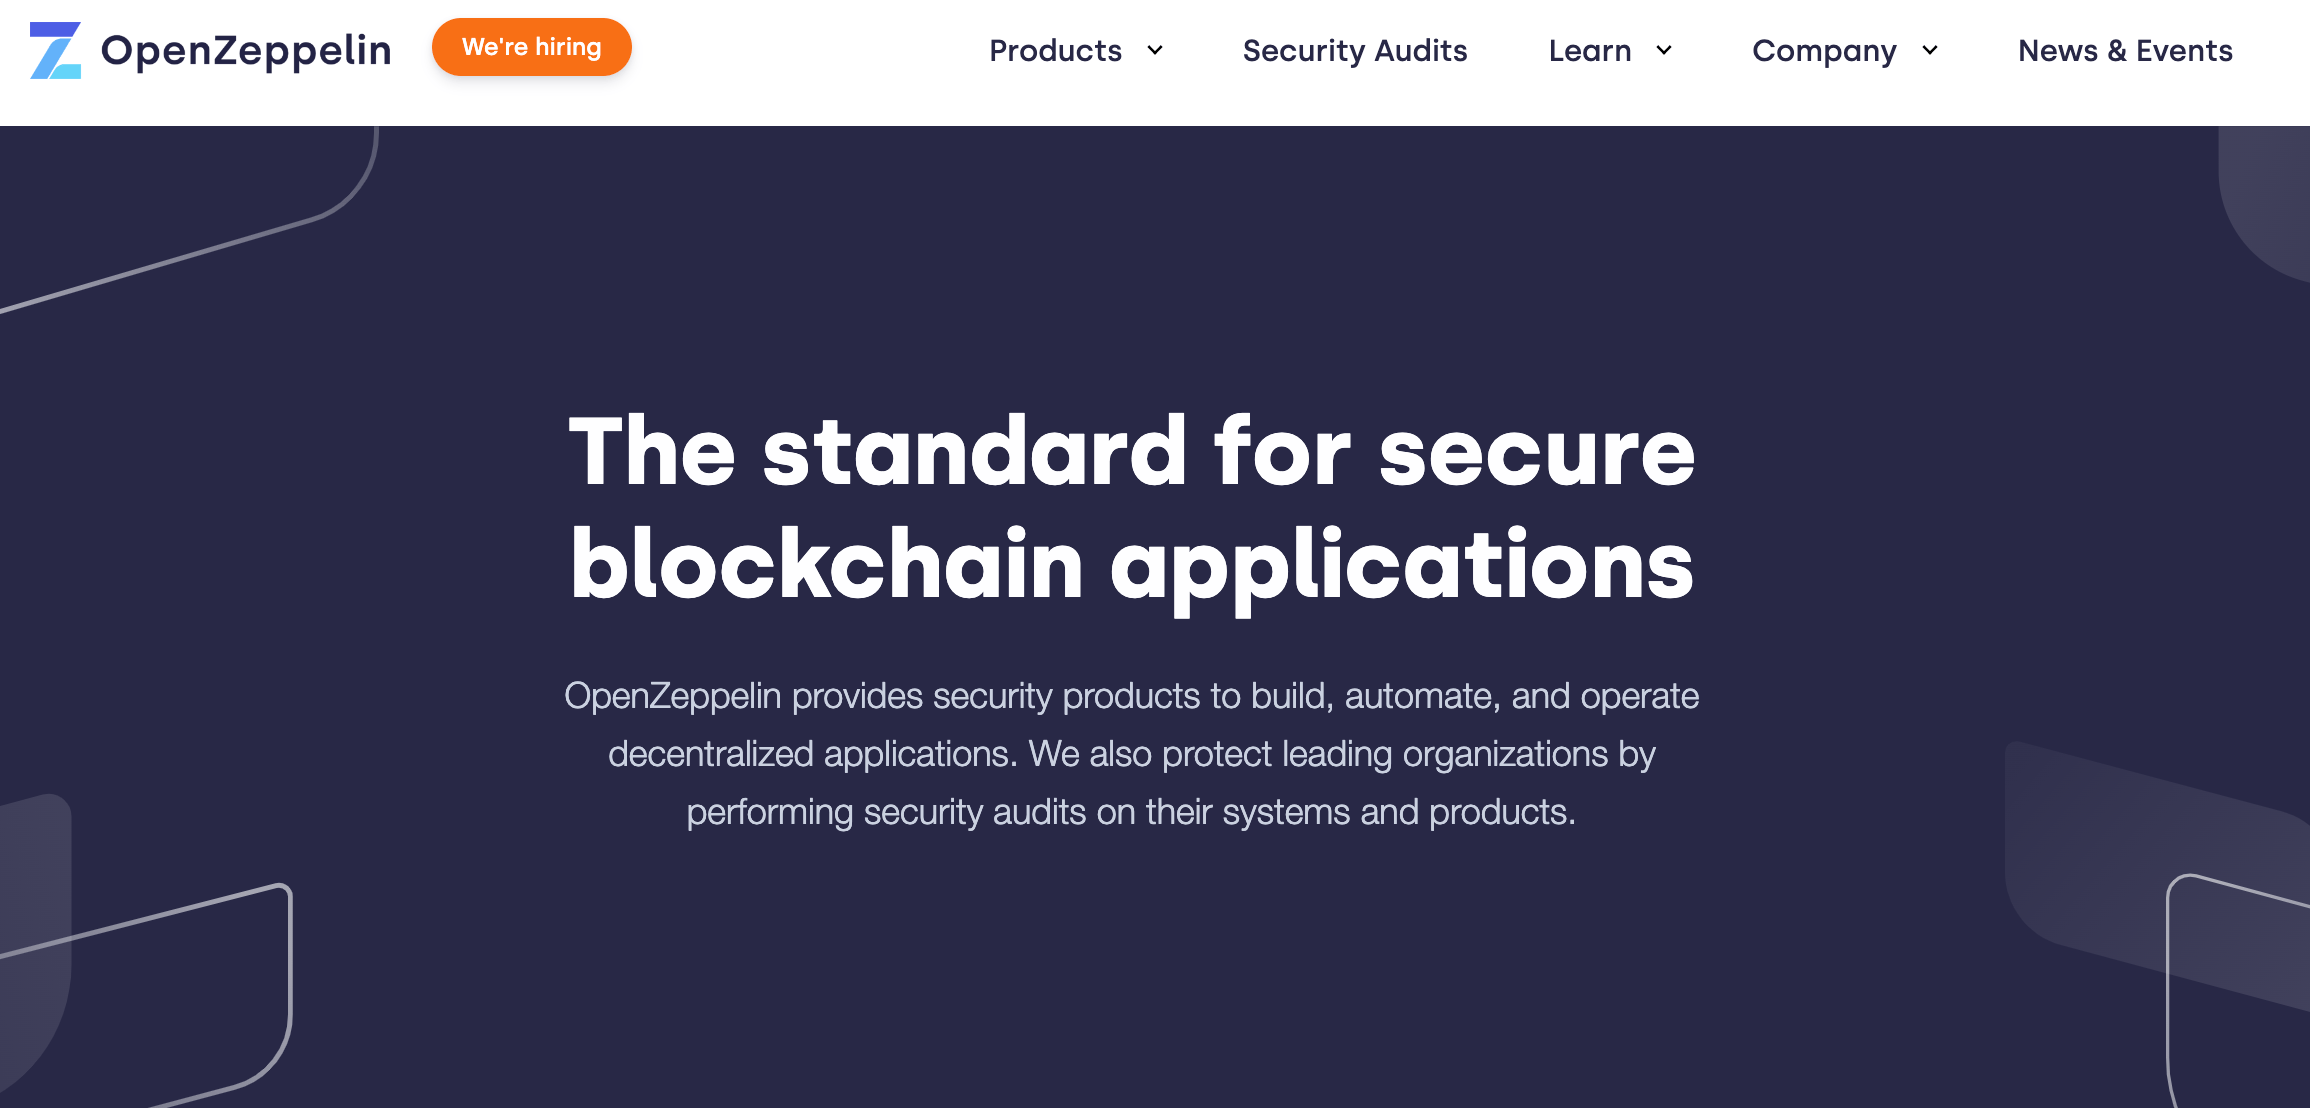 OpenZeppelin
We're hiring
Products
Security Audits
Learn
Company
News & Events
The standard for secure
blockchain applications
OpenZeppelin provides security products to build, automate, and operate
decentralized applications. We also protect leading organizations by
performing security audits on their systems and products.